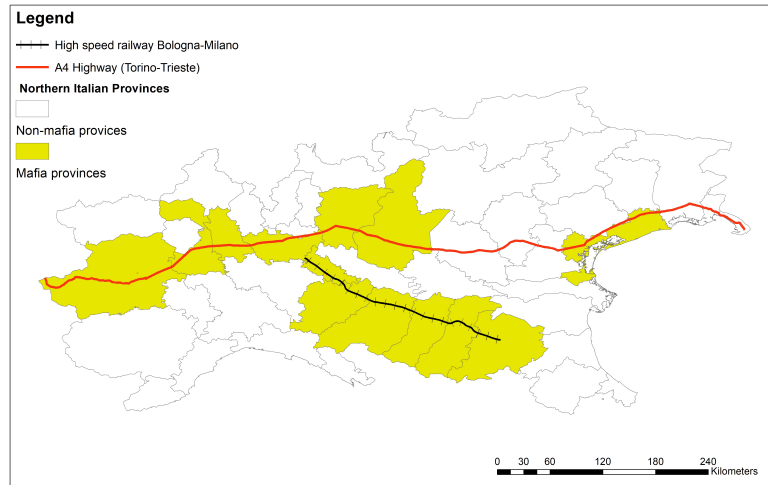 Legend
High speed railway Bologna-Milano
A4 Highway (Torino-Trieste)
Northern Italian Provinces
Non-mafia provices
Mafia provinces
0 30 60 120 180 240
Kilometers